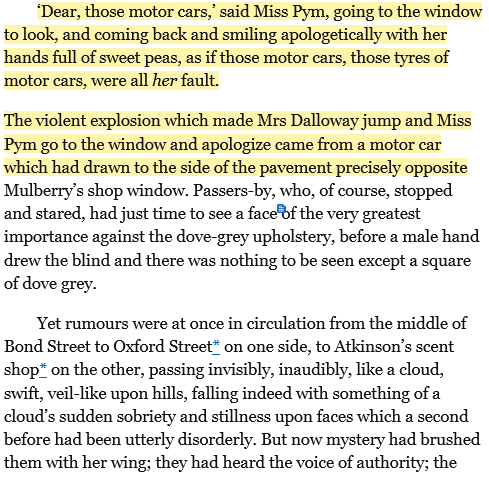 ‘Dear, those motor cars,’ said Miss Pym, going to the window
to look, and coming back and smiling apologetically with her
hands full of sweet peas, as if those motor cars, those tyres of
motor cars, were all her fault.
The violent explosion which made Mrs Dalloway jump and Miss
Pym go to the window and apologize came from a motor car
which had drawn to the side of the pavement precisely opposite
Mulberry’s shop window. Passers-by, who, of course, stopped
and stared, had just time to see a face of the very greatest
importance against the dove-grey upholstery, before a male hand
drew the blind and there was nothing to be seen except a square
of dove grey.
Yet rumours were at once in circulation from the middle of
Bond Street to Oxford Street* on one side, to Atkinson’s scent
shop* on the other, passing invisibly, inaudibly, like a cloud,
swift, veil-like upon hills, falling indeed with something of a
cloud’s sudden sobriety and stillness upon faces which a second
before had been utterly disorderly. But now mystery had brushed
them with her wing; they had heard the voice of authority; the